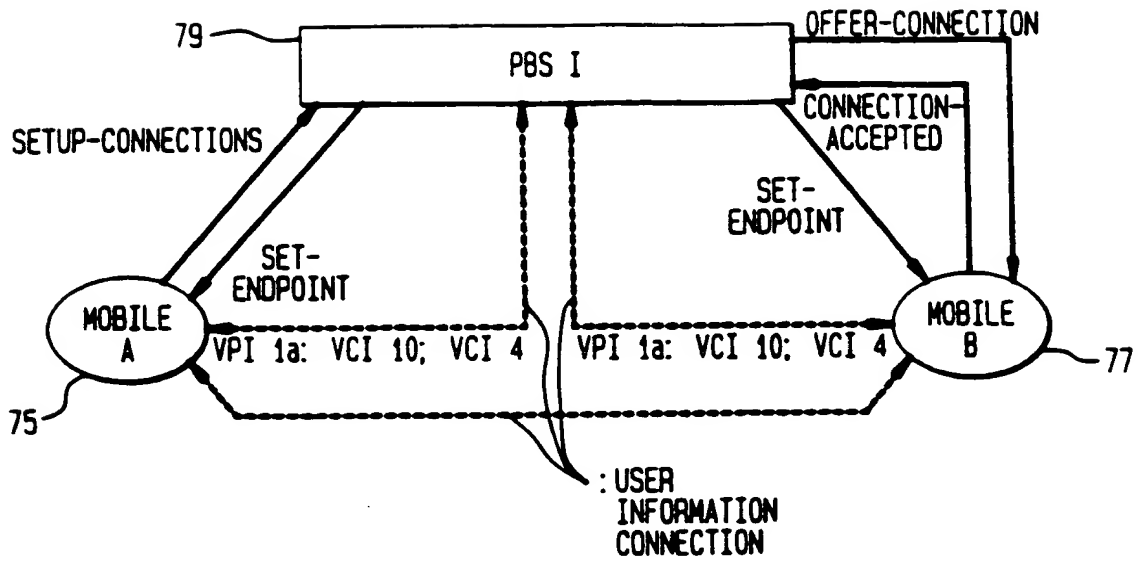 79
PBS I
OFFER-CONNECTION
CONNECTION-
ACCEPTED
SETUP-CONNECTIONS
SET-
ENDPOINT
SET-
ENDPOINT
MOBILE
A
MOBILE
B
VPI 1a: VCI 10; VCI 4
VPI 1a: VCI 10; VCI 4
75
77
: USER
INFORMATION
CONNECTION